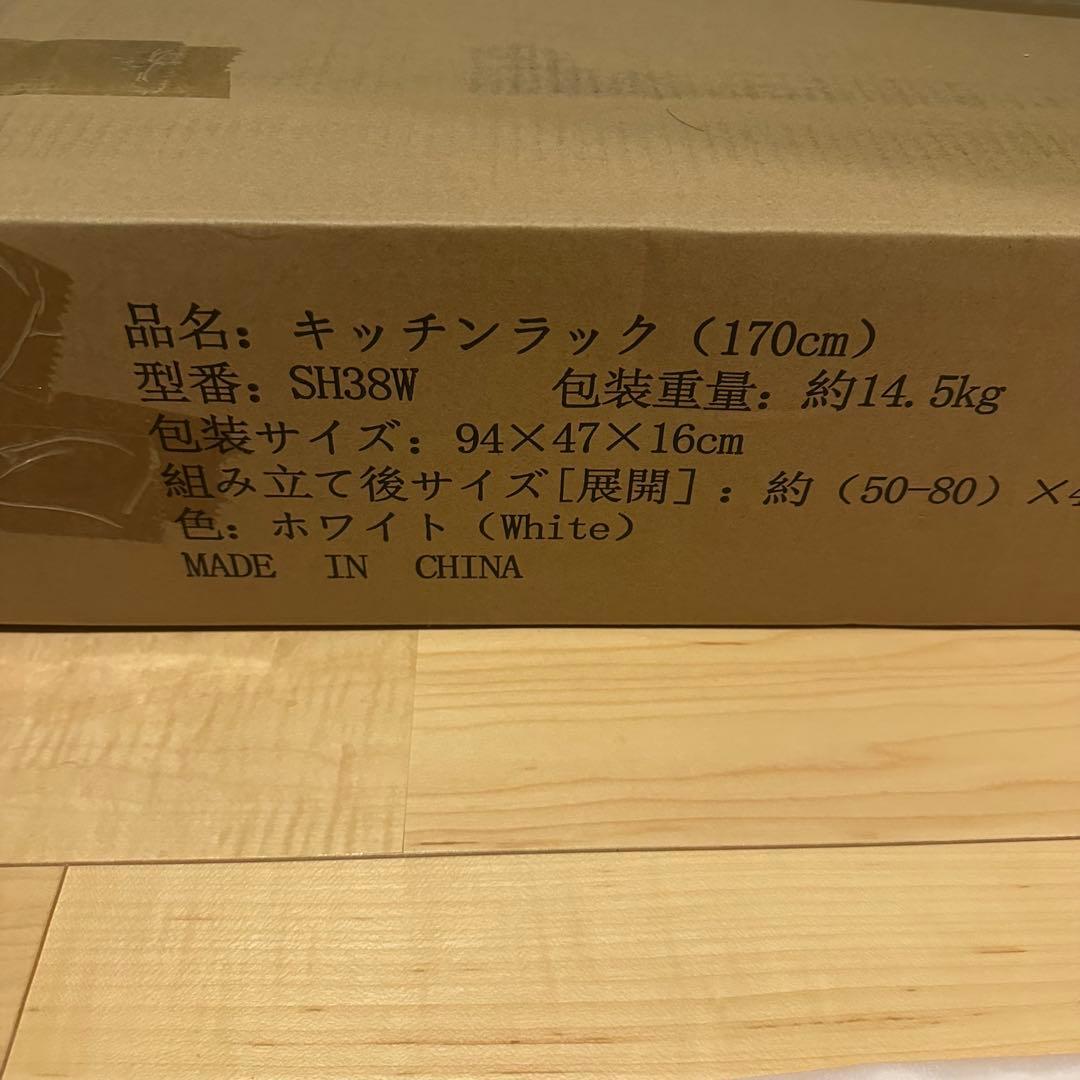 品名：キッチンラック（170cm）
型番：SH38W 包装重量：約14.5kg
包装サイズ：94×47×16cm
組み立て後サイズ[展開]：約（50-80）×4
色：ホワイト（White）
MADE IN CHINA